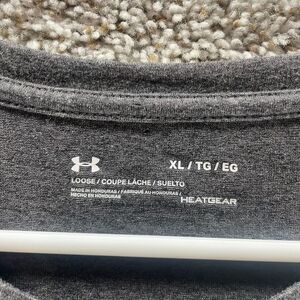 XL / TG / EG
LOOSE / COUPE LÂCHE / SUELTO
MADE IN HONDURAS / FABRIQUÉ AU HONDURAS /
HECHO EN HONDURAS
HEATGEAR